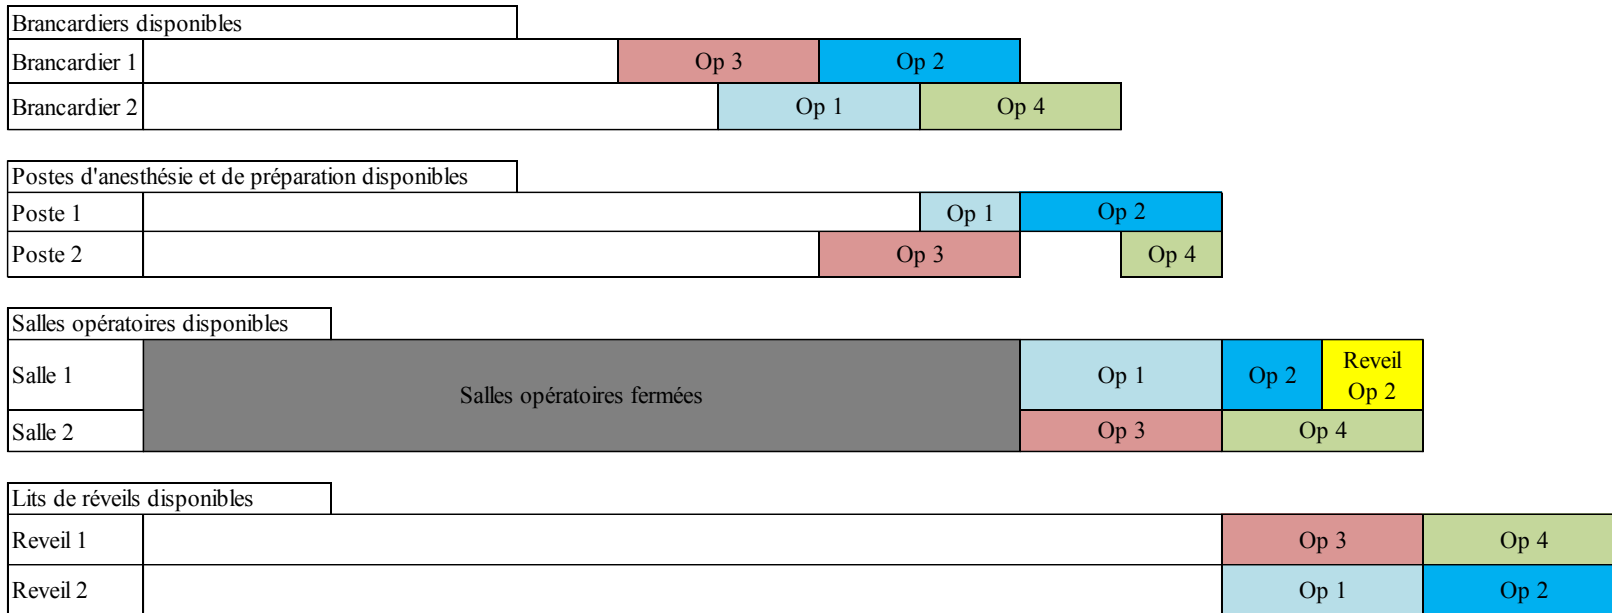 Brancardiers disponibles
Brancardier 1
Op 3
Op 2
Brancardier 2
Op 1
Op 4
Postes d'anesthésie et de préparation disponibles
Poste 1
Op 1
Op 2
Poste 2
Op 3
Op 4
Salles opératoires disponibles
Salle 1
Salles opératoires fermées
Op 1
Op 2
Reveil
Op 2
Salle 2
Op 3
Op 4
Lits de réveils disponibles
Reveil 1
Op 3
Op 4
Reveil 2
Op 1
Op 2